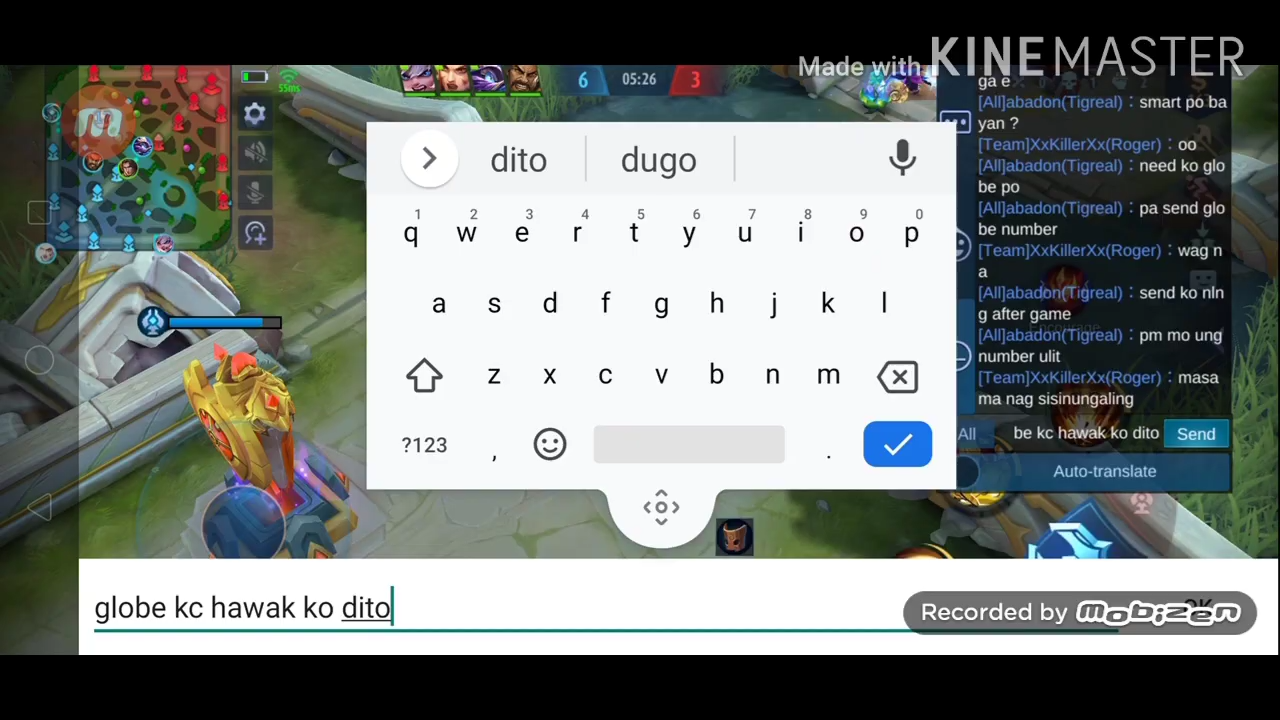 Made with KINEMASTER
55ms
6 05:26 3
dito dugo
1 2 3 4 5 6 7 8 9 0
q w e r t y u i o p
a s d f g h j k l
z x c v b n m
?123 , .
ga e
[All]abadon(Tigreal) : smart po ba
yan ?
[Team]XxKillerXx(Roger) : oo
[All]abadon(Tigreal) : need ko glo
be po
[All]abadon(Tigreal) : pa send glo
be number
[Team]XxKillerXx(Roger) : wag n
a
[All]abadon(Tigreal) : send ko nln
g after game
[All]abadon(Tigreal) : pm mo ung
number ulit
[Team]XxKillerXx(Roger) : masa
ma nag sisinungaling
All be kc hawak ko dito Send
Auto-translate
globe kc hawak ko dito
OK
Recorded by Mobizen